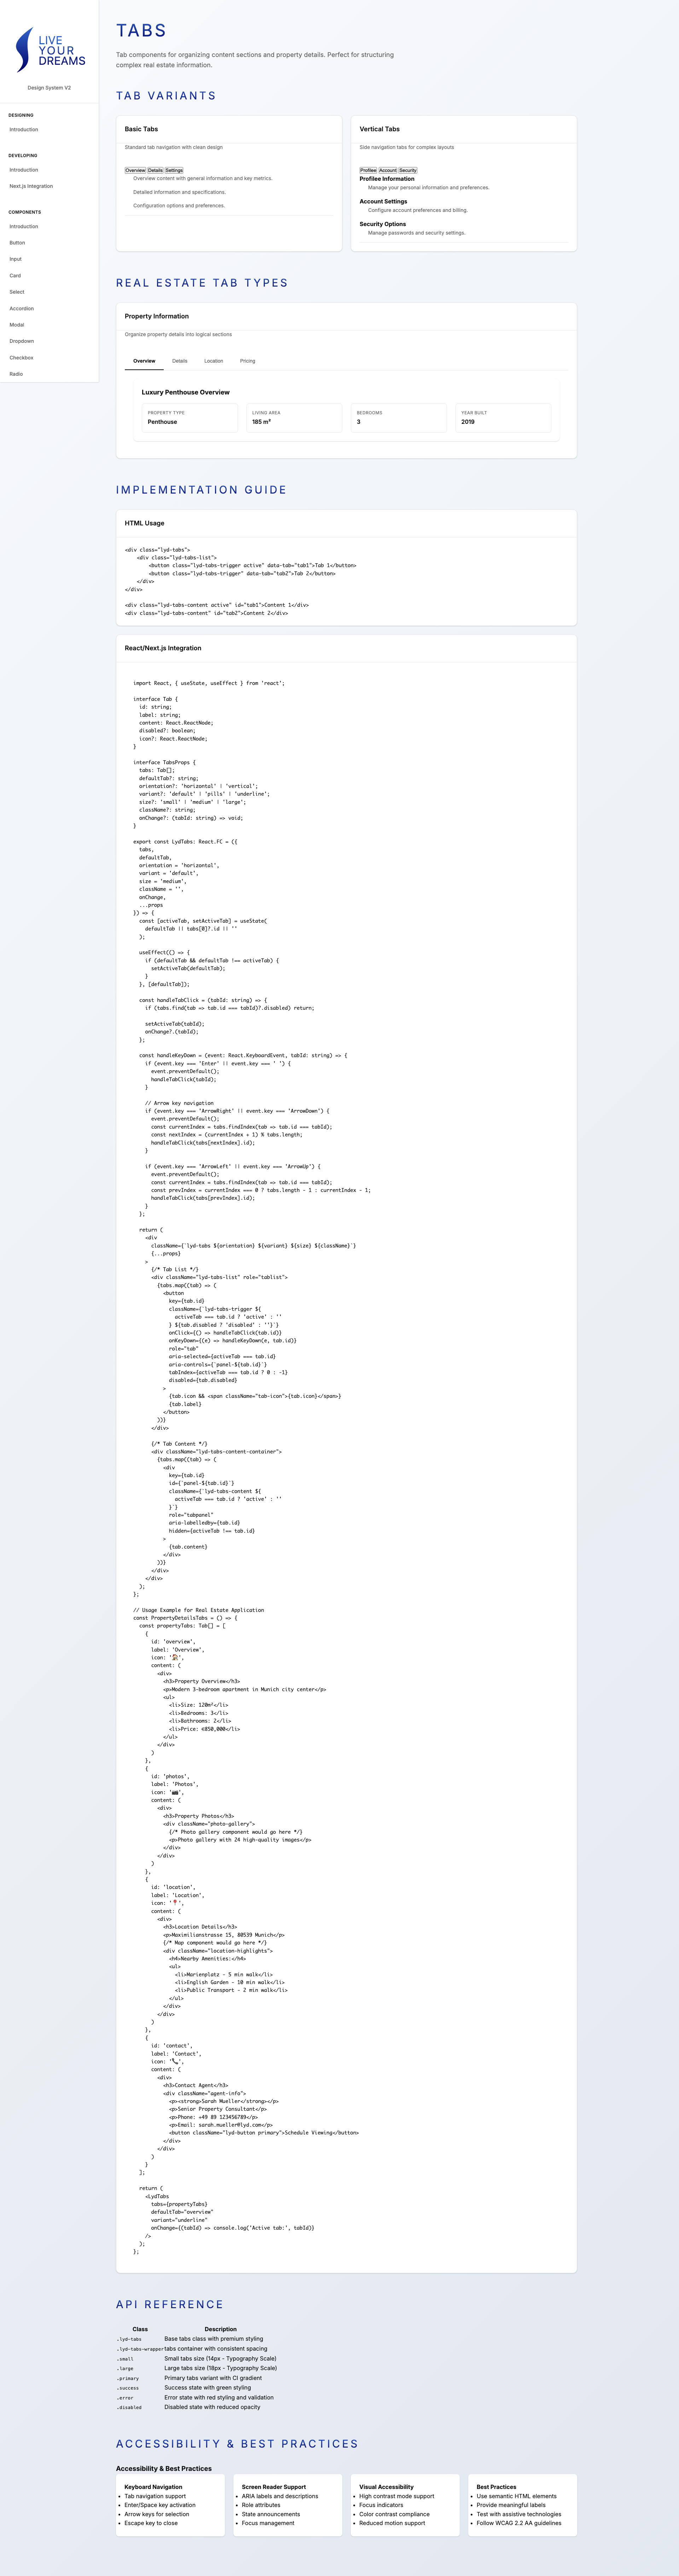 LIVE
YOUR
DREAMS
Design System V2
DESIGNING
Introduction
DEVELOPING
Introduction
Next.js Integration
COMPONENTS
Introduction
Button
Input
Card
Select
Accordion
Modal
Dropdown
Checkbox
Radio
TABS
Tab components for organizing content sections and property details. Perfect for structuring
complex real estate information.
TAB VARIANTS
Basic Tabs
Standard tab navigation with clean design
Overview Details Settings
Overview content with general information and key metrics.
Detailed information and specifications.
Configuration options and preferences.
Vertical Tabs
Side navigation tabs for complex layouts
Profilee Account Security
Profilee Information
Manage your personal information and preferences.
Account Settings
Configure account preferences and billing.
Security Options
Manage passwords and security settings.
REAL ESTATE TAB TYPES
Property Information
Organize property details into logical sections
Overview Details Location Pricing
Luxury Penthouse Overview
PROPERTY TYPE
Penthouse
LIVING AREA
185 m²
BEDROOMS
3
YEAR BUILT
2019
IMPLEMENTATION GUIDE
HTML Usage
<div class="lyd-tabs">
    <div class="lyd-tabs-list">
        <button class="lyd-tabs-trigger active" data-tab="tab1">Tab 1</button>
        <button class="lyd-tabs-trigger" data-tab="tab2">Tab 2</button>
    </div>
</div>
<div class="lyd-tabs-content active" id="tab1">Content 1</div>
<div class="lyd-tabs-content" id="tab2">Content 2</div>
React/Next.js Integration
import React, { useState, useEffect } from 'react';
interface Tab {
  id: string;
  label: string;
  content: React.ReactNode;
  disabled?: boolean;
  icon?: React.ReactNode;
}
interface TabsProps {
  tabs: Tab[];
  defaultTab?: string;
  orientation?: 'horizontal' | 'vertical';
  variant?: 'default' | 'pills' | 'underline';
  size?: 'small' | 'medium' | 'large';
  className?: string;
  onChange?: (tabId: string) => void;
}
export const LydTabs: React.FC = ({
  tabs,
  defaultTab,
  orientation = 'horizontal',
  variant = 'default',
  size = 'medium',
  className = '',
  onChange,
  ...props
}) => {
  const [activeTab, setActiveTab] = useState(
    defaultTab || tabs[0]?.id || ''
  );
  useEffect(() => {
    if (defaultTab && defaultTab !== activeTab) {
      setActiveTab(defaultTab);
    }
  }, [defaultTab]);
  const handleTabClick = (tabId: string) => {
    if (tabs.find(tab => tab.id === tabId)?.disabled) return;
    setActiveTab(tabId);
    onChange?.(tabId);
  };
  const handleKeyDown = (event: React.KeyboardEvent, tabId: string) => {
    if (event.key === 'Enter' || event.key === ' ') {
      event.preventDefault();
      handleTabClick(tabId);
    }
    // Arrow key navigation
    if (event.key === 'ArrowRight' || event.key === 'ArrowDown') {
      event.preventDefault();
      const currentIndex = tabs.findIndex(tab => tab.id === tabId);
      const nextIndex = (currentIndex + 1) % tabs.length;
      handleTabClick(tabs[nextIndex].id);
    }
    if (event.key === 'ArrowLeft' || event.key === 'ArrowUp') {
      event.preventDefault();
      const currentIndex = tabs.findIndex(tab => tab.id === tabId);
      const prevIndex = currentIndex === 0 ? tabs.length - 1 : currentIndex - 1;
      handleTabClick(tabs[prevIndex].id);
    }
  };
  return (
    <div
      className={`lyd-tabs ${orientation} ${variant} ${size} ${className}`}
      {...props}
    >
      {/* Tab List */}
      <div className="lyd-tabs-list" role="tablist">
        {tabs.map((tab) => (
          <button
            key={tab.id}
            className={`lyd-tabs-trigger ${
              activeTab === tab.id ? 'active' : ''
            } ${tab.disabled ? 'disabled' : ''}`}
            onClick={() => handleTabClick(tab.id)}
            onKeyDown={(e) => handleKeyDown(e, tab.id)}
            role="tab"
            aria-selected={activeTab === tab.id}
            aria-controls={`panel-${tab.id}`}
            tabIndex={activeTab === tab.id ? 0 : -1}
            disabled={tab.disabled}
          >
            {tab.icon && <span className="tab-icon">{tab.icon}</span>}
            {tab.label}
          </button>
        ))}
      </div>
      {/* Tab Content */}
      <div className="lyd-tabs-content-container">
        {tabs.map((tab) => (
          <div
            key={tab.id}
            id={`panel-${tab.id}`}
            className={`lyd-tabs-content ${
              activeTab === tab.id ? 'active' : ''
            }`}
            role="tabpanel"
            aria-labelledby={tab.id}
            hidden={activeTab !== tab.id}
          >
            {tab.content}
          </div>
        ))}
      </div>
    </div>
  );
};
// Usage Example for Real Estate Application
const PropertyDetailsTabs = () => {
  const propertyTabs: Tab[] = [
    {
      id: 'overview',
      label: 'Overview',
      icon: '🏠',
      content: (
        <div>
          <h3>Property Overview</h3>
          <p>Modern 3-bedroom apartment in Munich city center</p>
          <ul>
            <li>Size: 120m²</li>
            <li>Bedrooms: 3</li>
            <li>Bathrooms: 2</li>
            <li>Price: €850,000</li>
          </ul>
        </div>
      )
    },
    {
      id: 'photos',
      label: 'Photos',
      icon: '📷',
      content: (
        <div>
          <h3>Property Photos</h3>
          <div className="photo-gallery">
            {/* Photo gallery component would go here */}
            <p>Photo gallery with 24 high-quality images</p>
          </div>
        </div>
      )
    },
    {
      id: 'location',
      label: 'Location',
      icon: '📍',
      content: (
        <div>
          <h3>Location Details</h3>
          <p>Maximilianstrasse 15, 80539 Munich</p>
          {/* Map component would go here */}
          <div className="location-highlights">
            <h4>Nearby Amenities:</h4>
            <ul>
              <li>Marienplatz - 5 min walk</li>
              <li>English Garden - 10 min walk</li>
              <li>Public Transport - 2 min walk</li>
            </ul>
          </div>
        </div>
      )
    },
    {
      id: 'contact',
      label: 'Contact',
      icon: '📞',
      content: (
        <div>
          <h3>Contact Agent</h3>
          <div className="agent-info">
            <p><strong>Sarah Mueller</strong></p>
            <p>Senior Property Consultant</p>
            <p>Phone: +49 89 123456789</p>
            <p>Email: sarah.mueller@lyd.com</p>
            <button className="lyd-button primary">Schedule Viewing</button>
          </div>
        </div>
      )
    }
  ];
  return (
    <LydTabs
      tabs={propertyTabs}
      defaultTab="overview"
      variant="underline"
      onChange={(tabId) => console.log('Active tab:', tabId)}
    />
  );
};
API REFERENCE
Class Description
.lyd-tabs Base tabs class with premium styling
.lyd-tabs-wrapper tabs container with consistent spacing
.small Small tabs size (14px - Typography Scale)
.large Large tabs size (18px - Typography Scale)
.primary Primary tabs variant with CI gradient
.success Success state with green styling
.error Error state with red styling and validation
.disabled Disabled state with reduced opacity
ACCESSIBILITY & BEST PRACTICES
Accessibility & Best Practices
Keyboard Navigation
• Tab navigation support
• Enter/Space key activation
• Arrow keys for selection
• Escape key to close
Screen Reader Support
• ARIA labels and descriptions
• Role attributes
• State announcements
• Focus management
Visual Accessibility
• High contrast mode support
• Focus indicators
• Color contrast compliance
• Reduced motion support
Best Practices
• Use semantic HTML elements
• Provide meaningful labels
• Test with assistive technologies
• Follow WCAG 2.2 AA guidelines